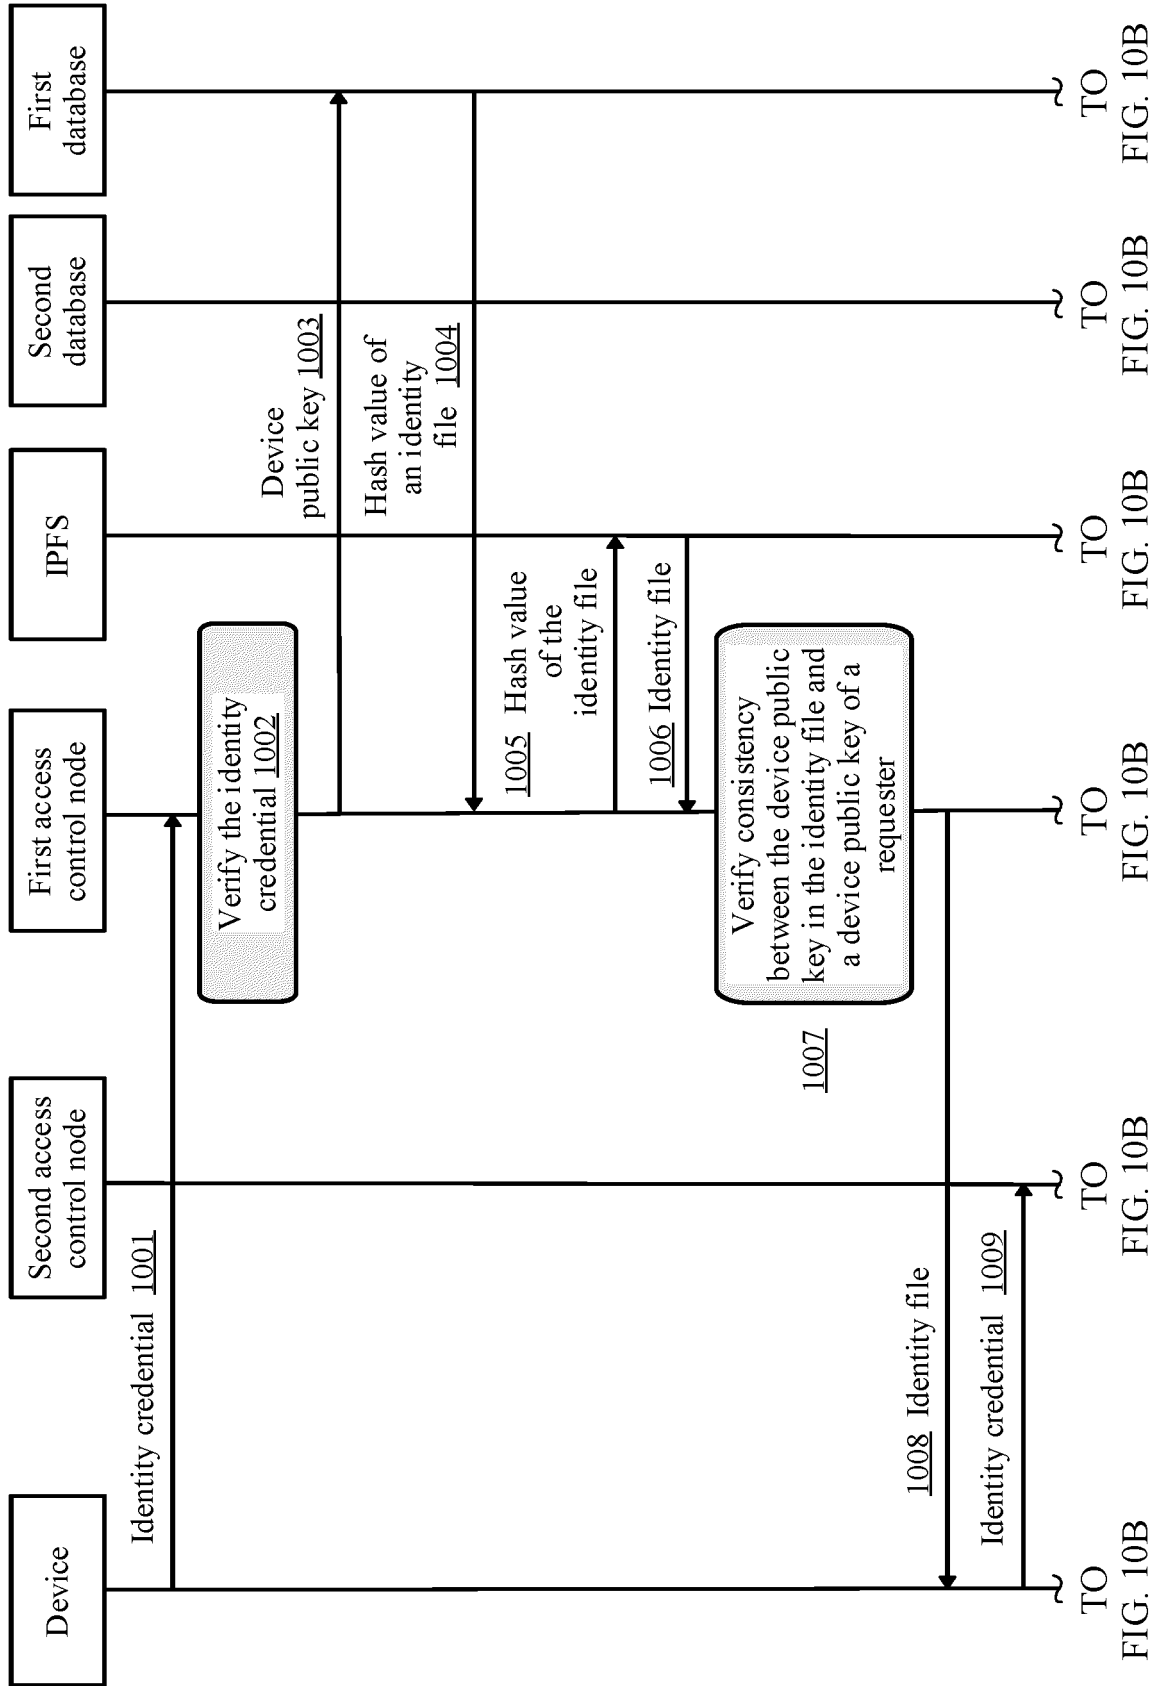 Device
Second access
control node
First access
control node
IPFS
Second
database
First
database
Identity credential 1001
Verify the identity
credential 1002
Device
public key 1003
Hash value of
an identity
file 1004
1005 Hash value
of the
identity file
1006 Identity file
Verify consistency
between the device public
key in the identity file and
a device public key of a
requester
1007
1008 Identity file
Identity credential 1009
TO
FIG. 10B
TO
FIG. 10B
TO
FIG. 10B
TO
FIG. 10B
TO
FIG. 10B
TO
FIG. 10B